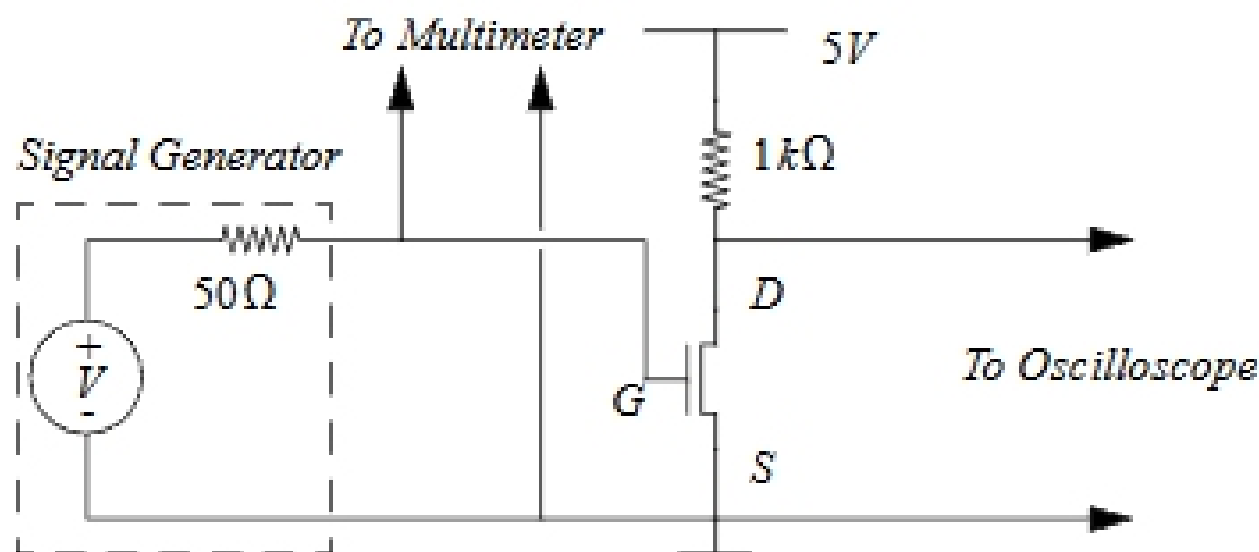 To Multimeter
5V
Signal Generator
1kΩ
50Ω
D
+
V
-
To Oscilloscope
G
S